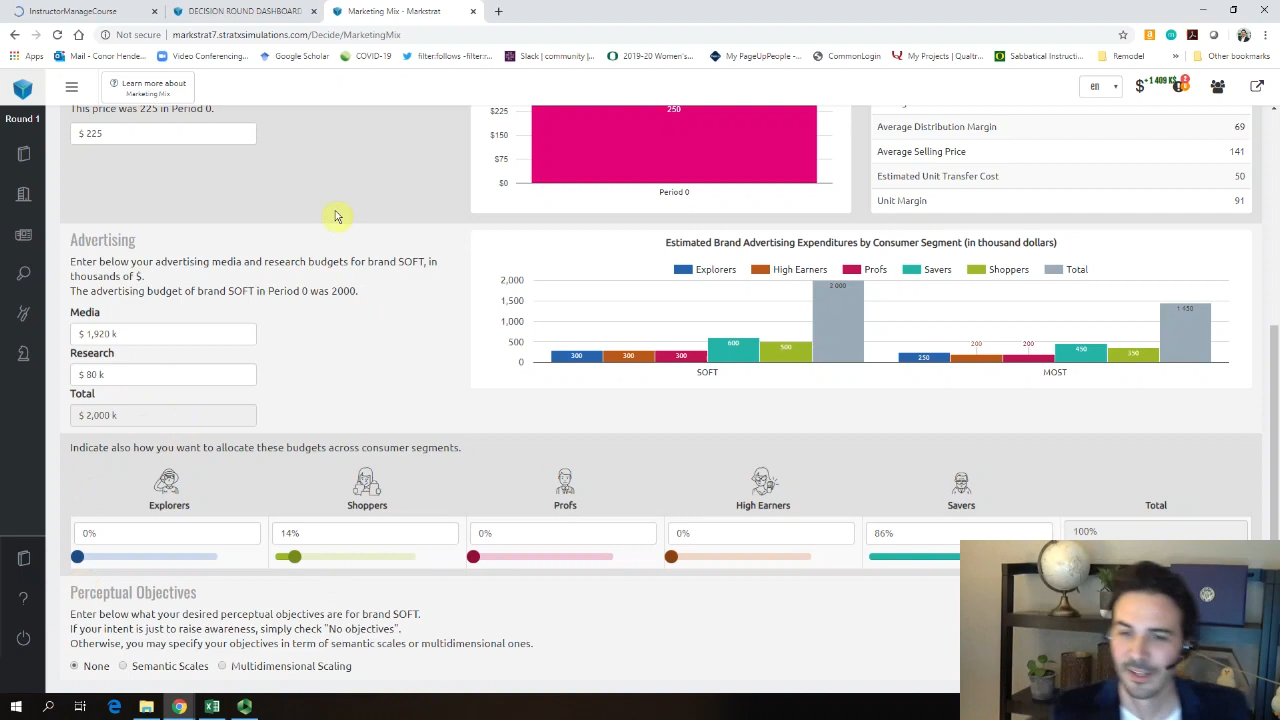 InstructorManageCourse
DECISION ROUND DASHBOARD
Marketing Mix - Markstrat
Not secure
markstrat7.stratxsimulations.com/Decide/MarketingMix
Apps
Mail - Conor Hende...
Video Conferencing...
Google Scholar
COVID-19
filter:follows -filter:...
Slack | community |...
2019-20 Women's...
My PageUpPeople -...
CommonLogin
My Projects | Qualtr...
Sabbatical Instructi...
Remodel
Other bookmarks
Learn more about
Marketing Mix
en
$
+1 409 K$
Round 1
This price was 225 in Period 0.
$ 225
$225
$150
$75
$0
250
Period 0
Average Distribution Margin 69
Average Selling Price 141
Estimated Unit Transfer Cost 50
Unit Margin 91
Advertising
Enter below your advertising media and research budgets for brand SOFT, in
thousands of $.
The advertising budget of brand SOFT in Period 0 was 2000.
Media
$ 1,920 k
Research
$ 80 k
Total
$ 2,000 k
Estimated Brand Advertising Expenditures by Consumer Segment (in thousand dollars)
Explorers High Earners Profs Savers Shoppers Total
2,000
1,500
1,000
500
0
300 300 300 600 500 2 000
250 200 200 450 350 1 450
SOFT MOST
Indicate also how you want to allocate these budgets across consumer segments.
Explorers Shoppers Profs High Earners Savers Total
0% 14% 0% 0% 86% 100%
Perceptual Objectives
Enter below what your desired perceptual objectives are for brand SOFT.
If your intent is just to raise awareness, simply check "No objectives".
Otherwise, you may specify your objectives in term of semantic scales or multidimensional ones.
None Semantic Scales Multidimensional Scaling